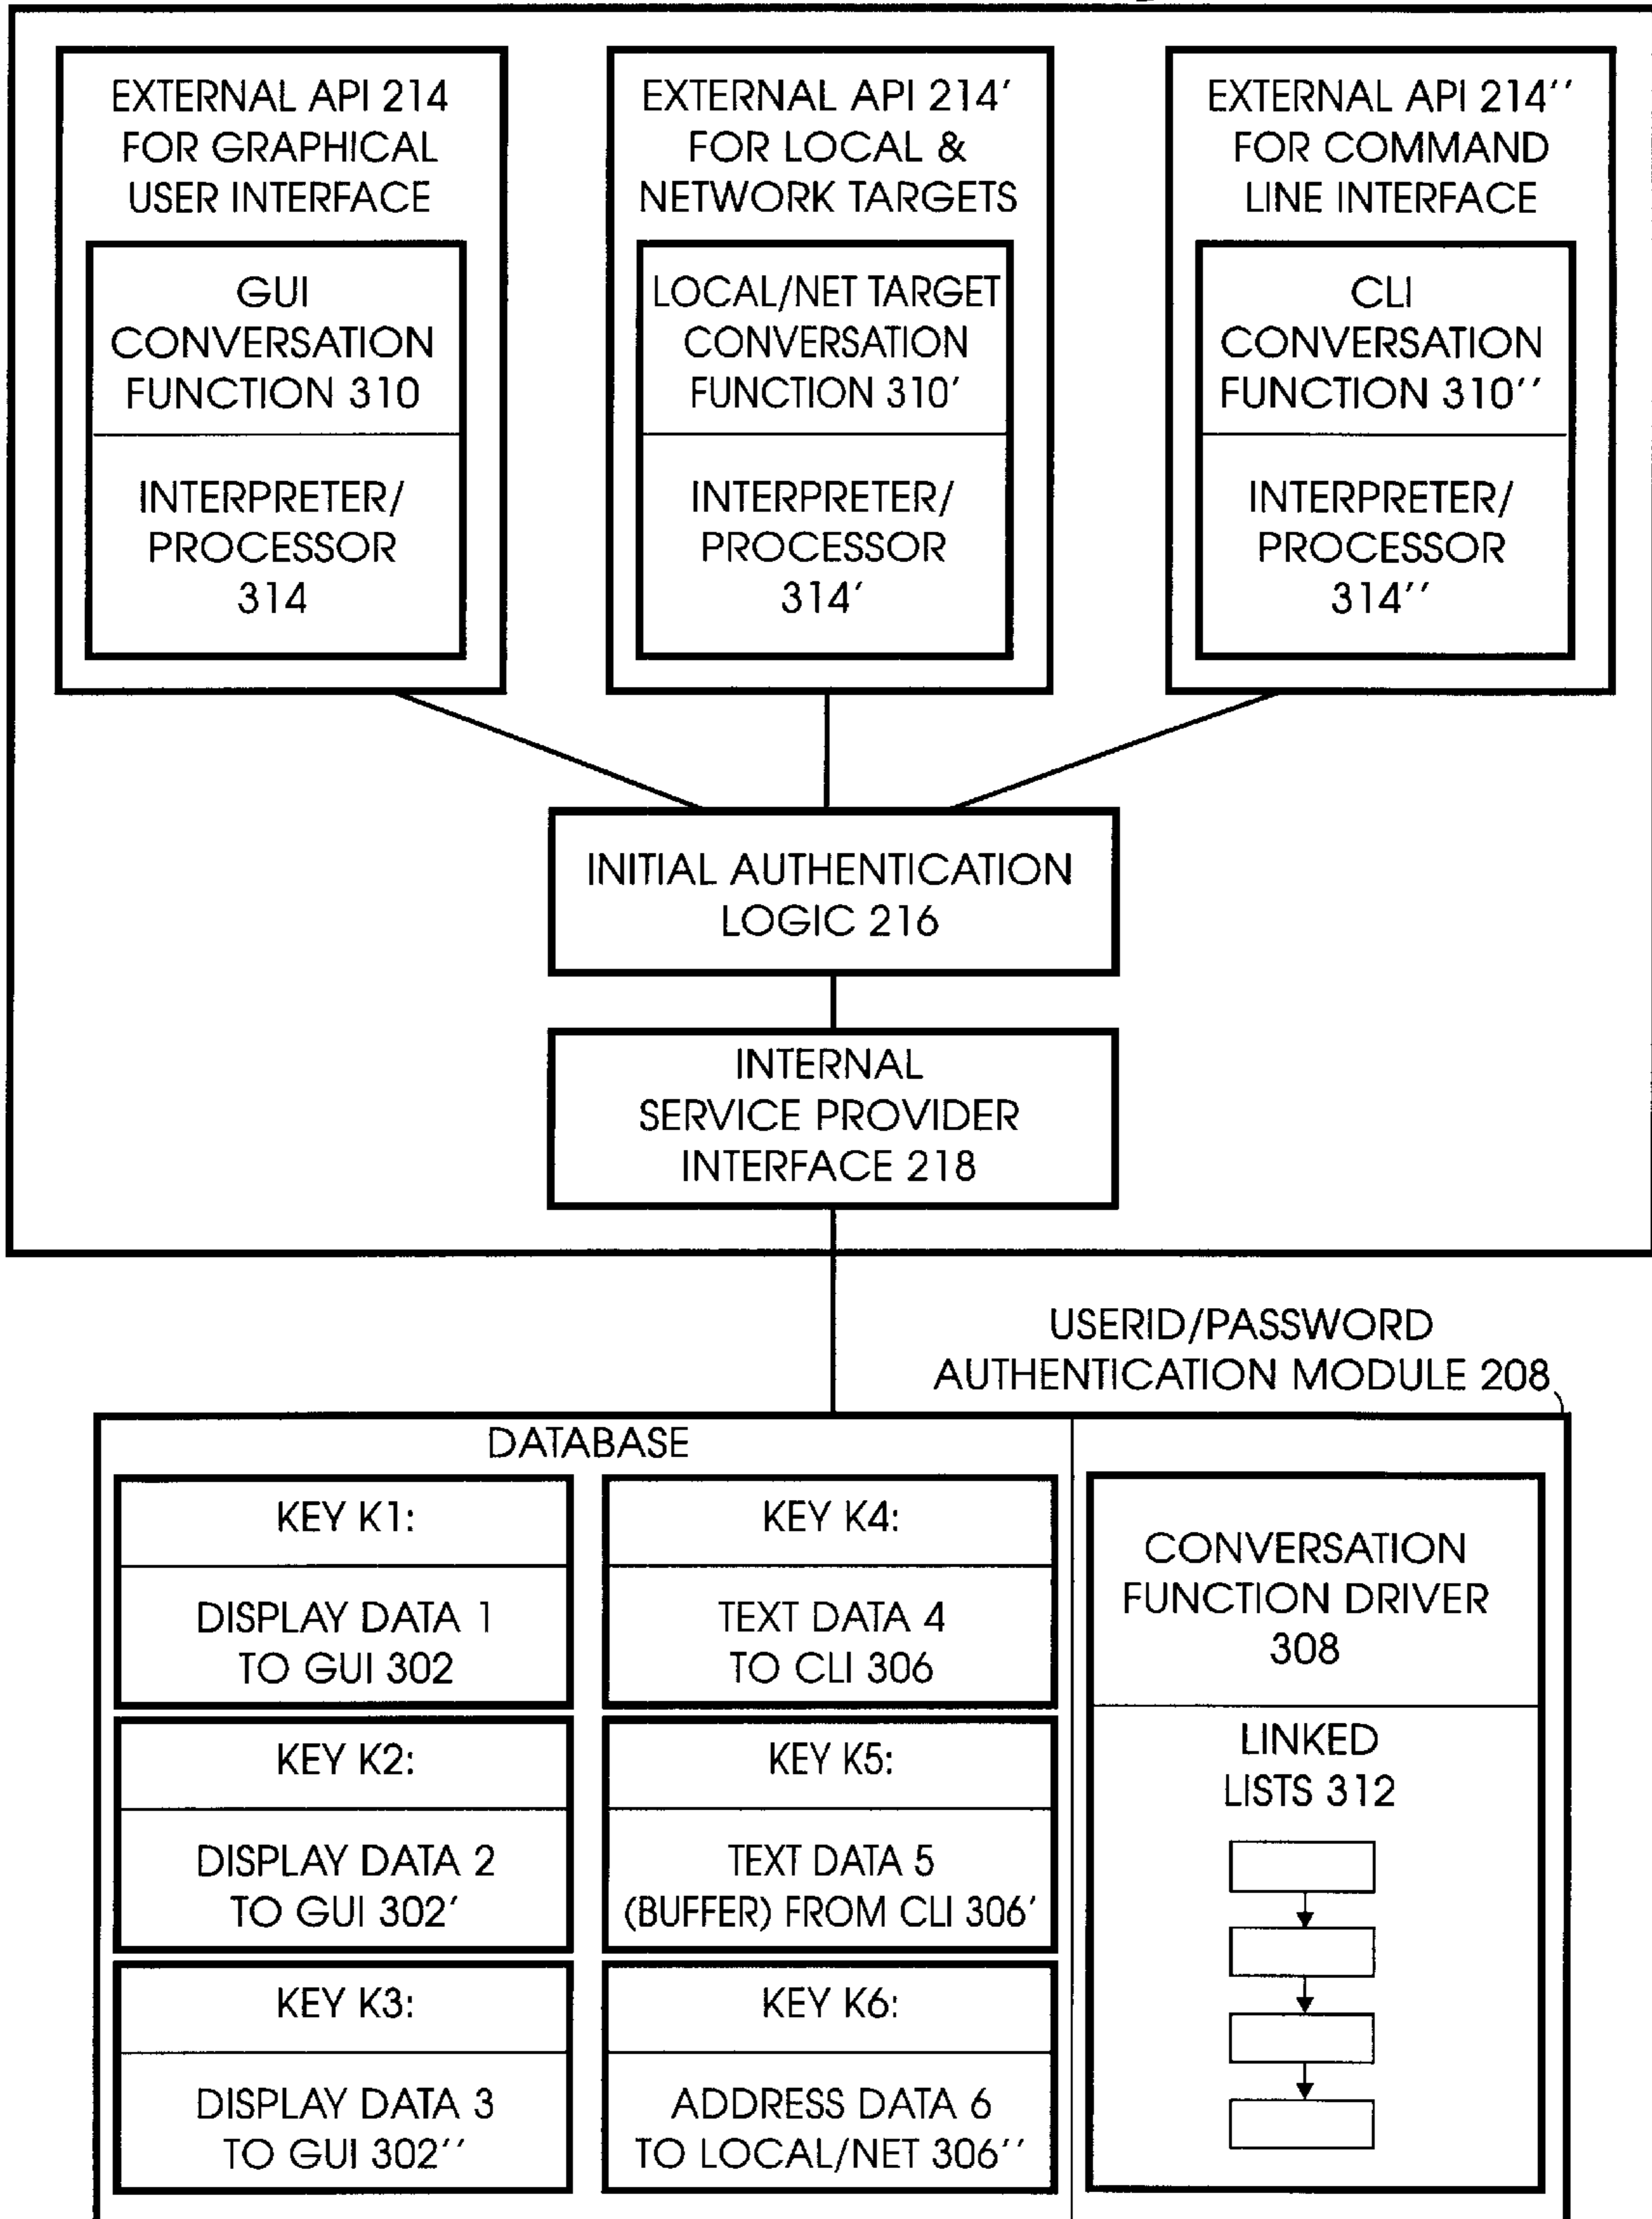 EXTERNAL API 214
FOR GRAPHICAL
USER INTERFACE
GUI
CONVERSATION
FUNCTION 310
INTERPRETER/
PROCESSOR
314
EXTERNAL API 214'
FOR LOCAL &
NETWORK TARGETS
LOCAL/NET TARGET
CONVERSATION
FUNCTION 310'
INTERPRETER/
PROCESSOR
314'
EXTERNAL API 214''
FOR COMMAND
LINE INTERFACE
CLI
CONVERSATION
FUNCTION 310''
INTERPRETER/
PROCESSOR
314''
INITIAL AUTHENTICATION
LOGIC 216
INTERNAL
SERVICE PROVIDER
INTERFACE 218
USERID/PASSWORD
AUTHENTICATION MODULE 208
DATABASE
KEY K1:
DISPLAY DATA 1
TO GUI 302
KEY K2:
DISPLAY DATA 2
TO GUI 302'
KEY K3:
DISPLAY DATA 3
TO GUI 302''
KEY K4:
TEXT DATA 4
TO CLI 306
KEY K5:
TEXT DATA 5
(BUFFER) FROM CLI 306'
KEY K6:
ADDRESS DATA 6
TO LOCAL/NET 306''
CONVERSATION
FUNCTION DRIVER
308
LINKED
LISTS 312